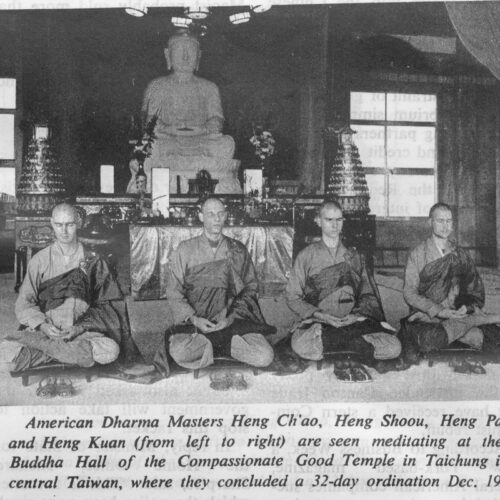 American Dharma Masters Heng Ch'ao, Heng Shoou, Heng Pa
and Heng Kuan (from left to right) are seen meditating at the
Buddha Hall of the Compassionate Good Temple in Taichung i
central Taiwan, where they concluded a 32-day ordination Dec. 19